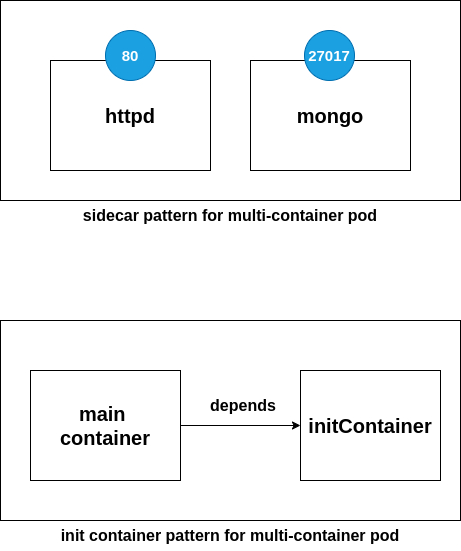 80
27017
httpd
mongo
sidecar pattern for multi-container pod
main
container
depends
initContainer
init container pattern for multi-container pod